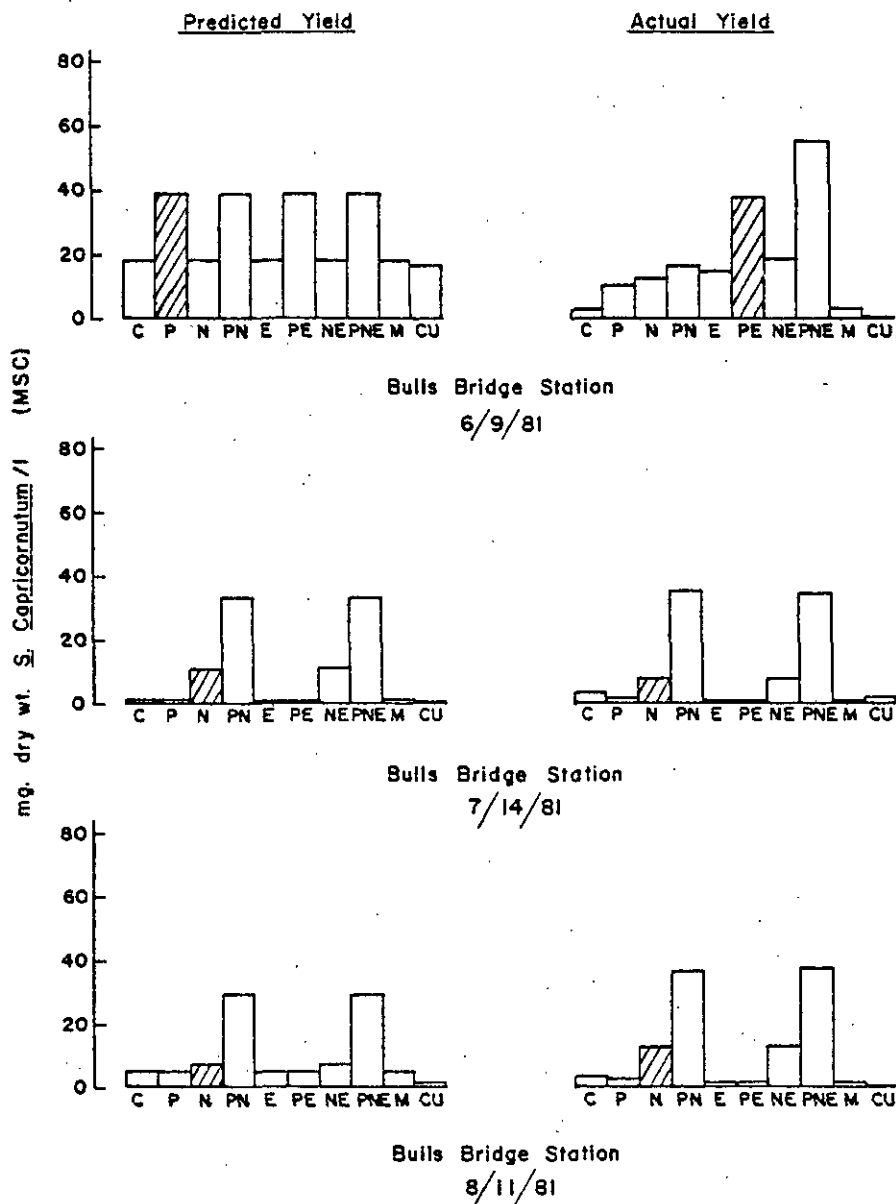 Predicted Yield
Actual Yield
mg. dry wt. S. Capricornutum /l (MSC)
80
60
40
20
0
C P N PN E PE NE PNE M CU
C P N PN E PE NE PNE M CU
Bulls Bridge Station
6/9/81
80
60
40
20
0
C P N PN E PE NE PNE M CU
C P N PN E PE NE PNE M CU
Bulls Bridge Station
7/14/81
80
60
40
20
0
C P N PN E PE NE PNE M CU
C P N PN E PE NE PNE M CU
Bulls Bridge Station
8/11/81